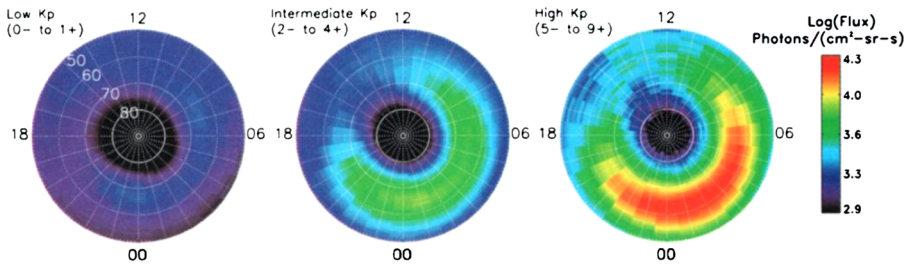 Low Kp
(0- to 1+)
12
50
60
70
80
18
06
00
Intermediate Kp
(2- to 4+)
12
18
06
00
High Kp
(5- to 9+)
12
18
06
00
Log(Flux)
Photons/(cm²-sr-s)
4.3
4.0
3.6
3.3
2.9